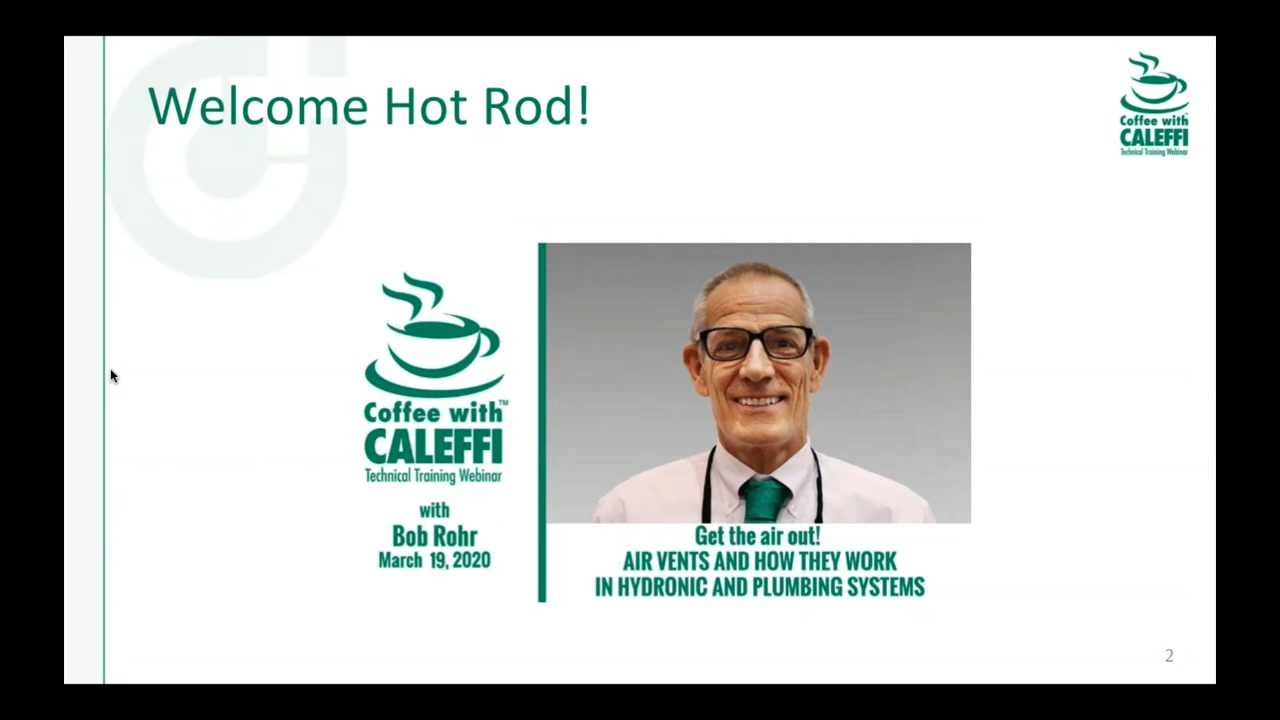 Welcome Hot Rod!
Coffee with
CALEFFI
Technical Training Webinar
Coffee with™
CALEFFI
Technical Training Webinar
with
Bob Rohr
March 19, 2020
Get the air out!
AIR VENTS AND HOW THEY WORK
IN HYDRONIC AND PLUMBING SYSTEMS
2